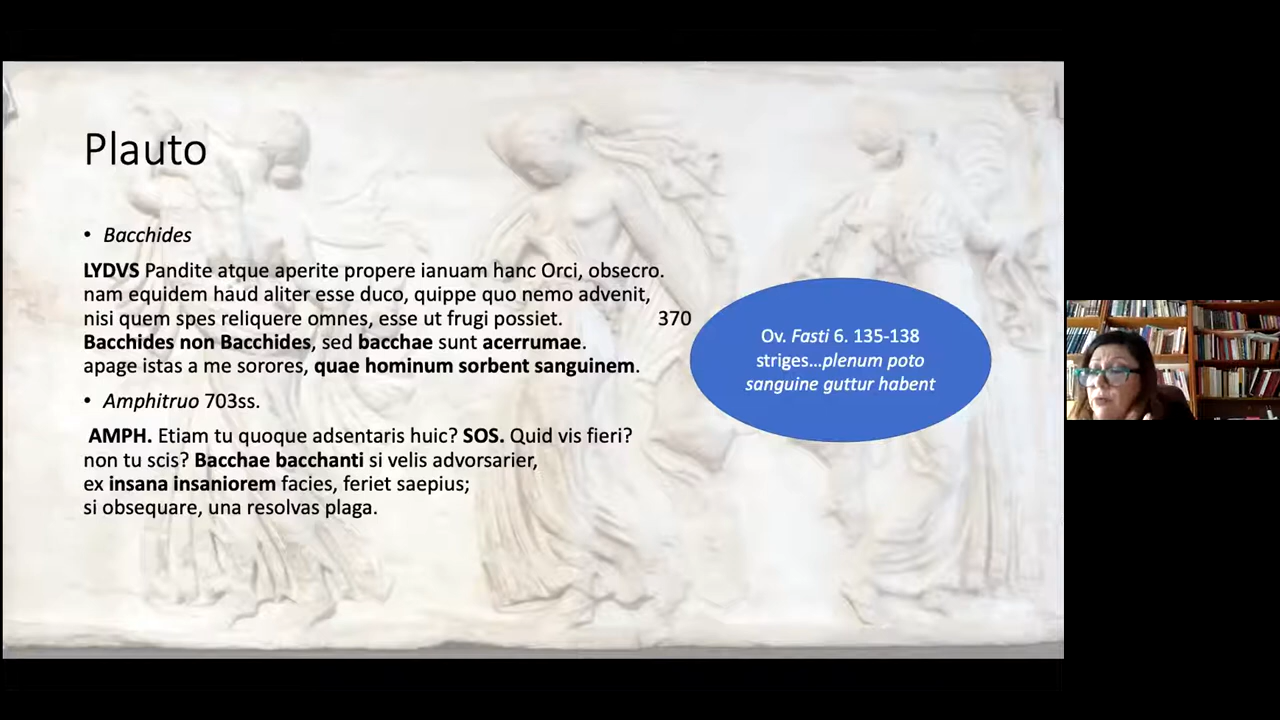 Plauto
• Bacchides
LYDVS Pandite atque aperite propere ianuam hanc Orci, obsecro.
nam equidem haud aliter esse duco, quippe quo nemo advenit,
nisi quem spes reliquere omnes, esse ut frugi possiet. 370
Bacchides non Bacchides, sed bacchae sunt acerrumae.
apage istas a me sorores, quae hominum sorbent sanguinem.
• Amphitruo 703ss.
AMPH. Etiam tu quoque adsentaris huic? SOS. Quid vis fieri?
non tu scis? Bacchae bacchanti si velis advorsarier,
ex insana insaniorem facies, feriet saepius;
si obsequare, una resolvas plaga.
Ov. Fasti 6. 135-138
striges...plenum poto
sanguine guttur habent